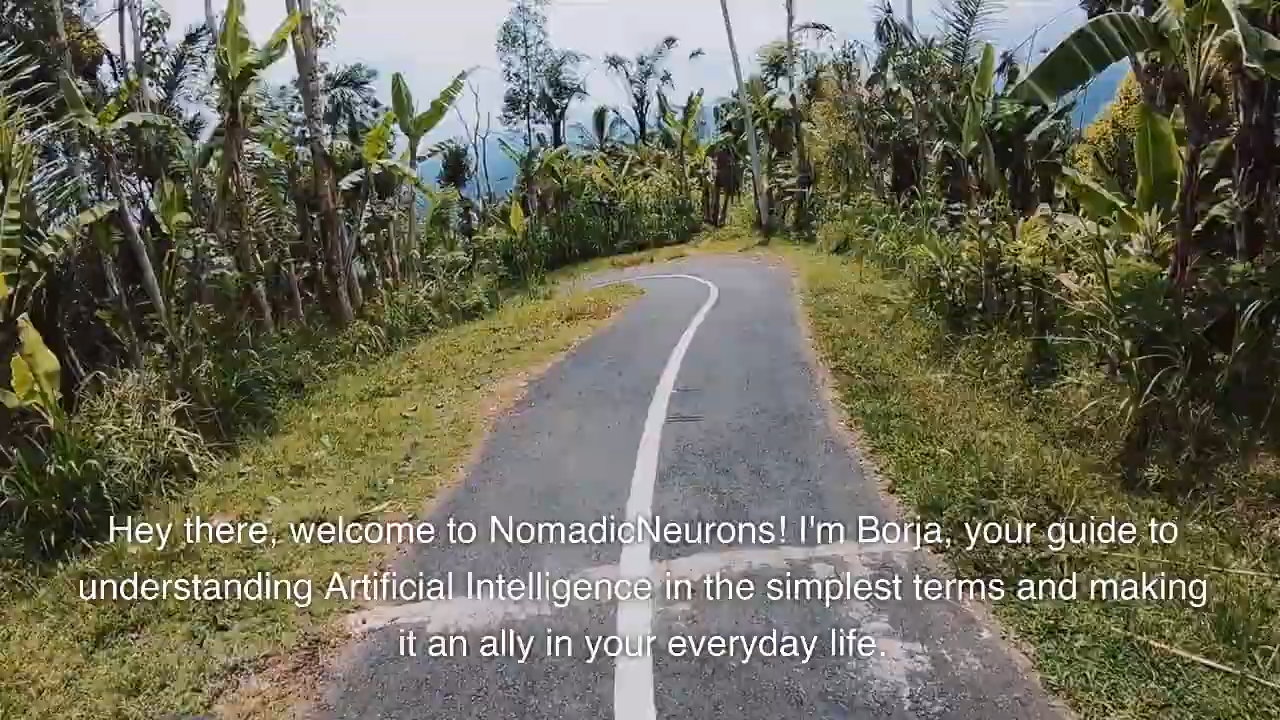 Hey there, welcome to NomadicNeurons! I'm Borja, your guide to
understanding Artificial Intelligence in the simplest terms and making
it an ally in your everyday life.